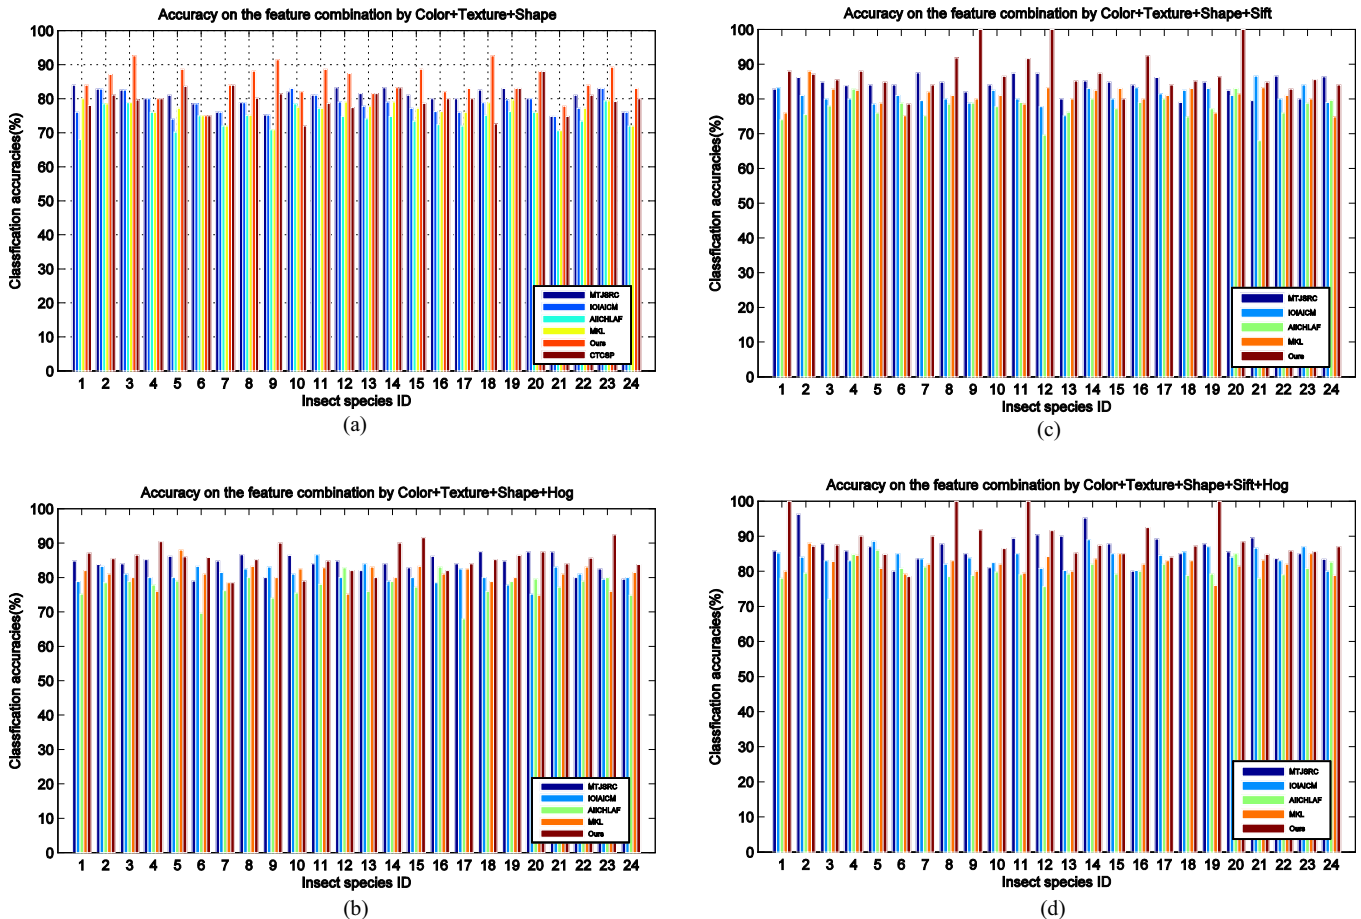 Accuracy on the feature combination by Color+Texture+Shape
Classfication accuracies(%)
100
90
80
70
60
50
40
30
20
10
0
MTJSRC
IOIAICM
AIICHLAF
MKL
Ours
CTCSP
1 2 3 4 5 6 7 8 9 10 11 12 13 14 15 16 17 18 19 20 21 22 23 24
Insect species ID
(a)
Accuracy on the feature combination by Color+Texture+Shape+Sift
Classfication accuracies(%)
100
90
80
70
60
50
40
30
20
10
0
MTJSRC
IOIAICM
AIICHLAF
MKL
Ours
1 2 3 4 5 6 7 8 9 10 11 12 13 14 15 16 17 18 19 20 21 22 23 24
Insect species ID
(c)
Accuracy on the feature combination by Color+Texture+Shape+Hog
Classfication accuracies(%)
100
90
80
70
60
50
40
30
20
10
0
MTJSRC
IOIAICM
AIICHLAF
MKL
Ours
1 2 3 4 5 6 7 8 9 10 11 12 13 14 15 16 17 18 19 20 21 22 23 24
Insect species ID
(b)
Accuracy on the feature combination by Color+Texture+Shape+Sift+Hog
Classfication accuracies(%)
100
90
80
70
60
50
40
30
20
10
0
MTJSRC
IOIAICM
AIICHLAF
MKL
Ours
1 2 3 4 5 6 7 8 9 10 11 12 13 14 15 16 17 18 19 20 21 22 23 24
Insect species ID
(d)